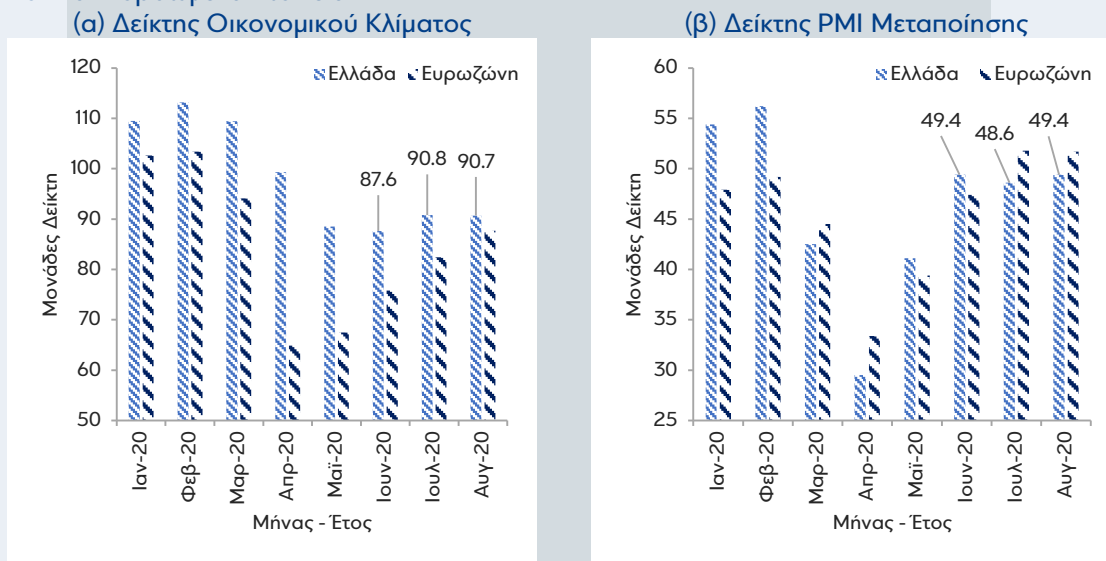 (α) Δείκτης Οικονομικού Κλίματος
120
110
100
90
80
70
60
50
Μονάδες Δείκτη
Ελλάδα Ευρωζώνη
87.6
90.8
90.7
Ιαν-20
Φεβ-20
Μαρ-20
Απρ-20
Μαϊ-20
Ιουν-20
Ιουλ-20
Αυγ-20
Μήνας - Έτος
(β) Δείκτης PMI Μεταποίησης
60
55
50
45
40
35
30
25
Μονάδες Δείκτη
Ελλάδα Ευρωζώνη
49.4
48.6
49.4
Ιαν-20
Φεβ-20
Μαρ-20
Απρ-20
Μαϊ-20
Ιουν-20
Ιουλ-20
Αυγ-20
Μήνας - Έτος